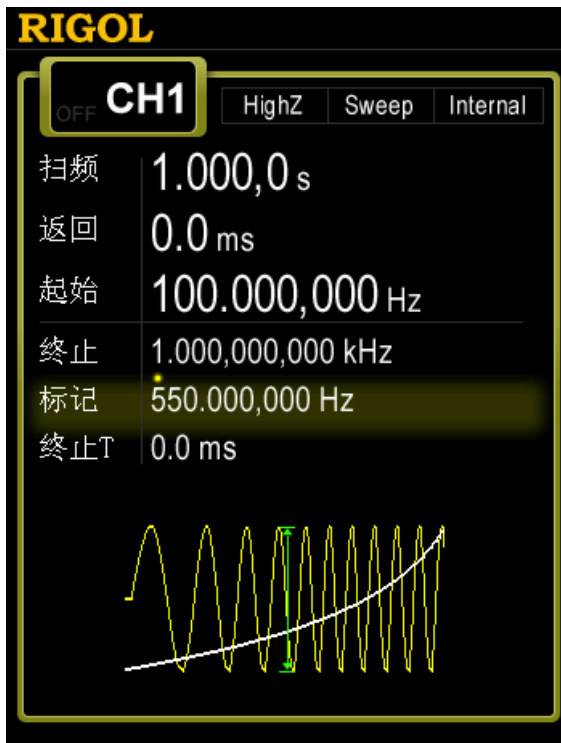 RIGOL
OFF CH1 HighZ Sweep Internal
扫频 1.000,0 s
返回 0.0 ms
起始 100.000,000 Hz
终止 1.000,000,000 kHz
标记 550.000,000 Hz
终止T 0.0 ms